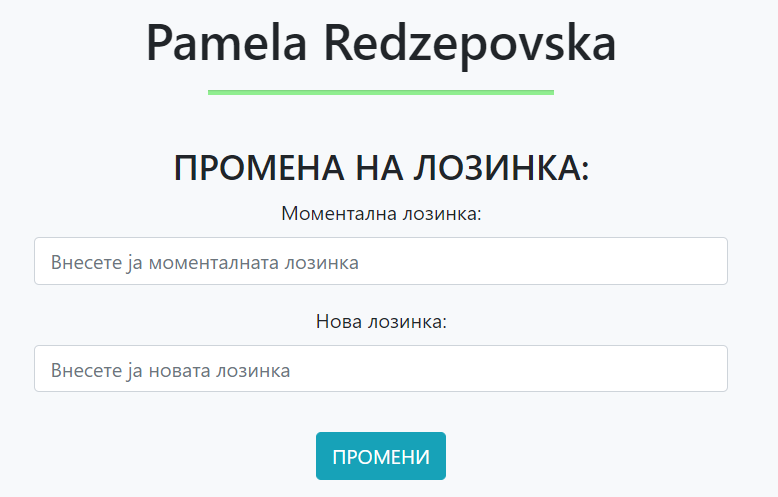 Pamela Redzepovska
ПРОМЕНА НА ЛОЗИНКА:
Моментална лозинка:
Внесете ја моменталната лозинка
Нова лозинка:
Внесете ја новата лозинка
ПРОМЕНИ